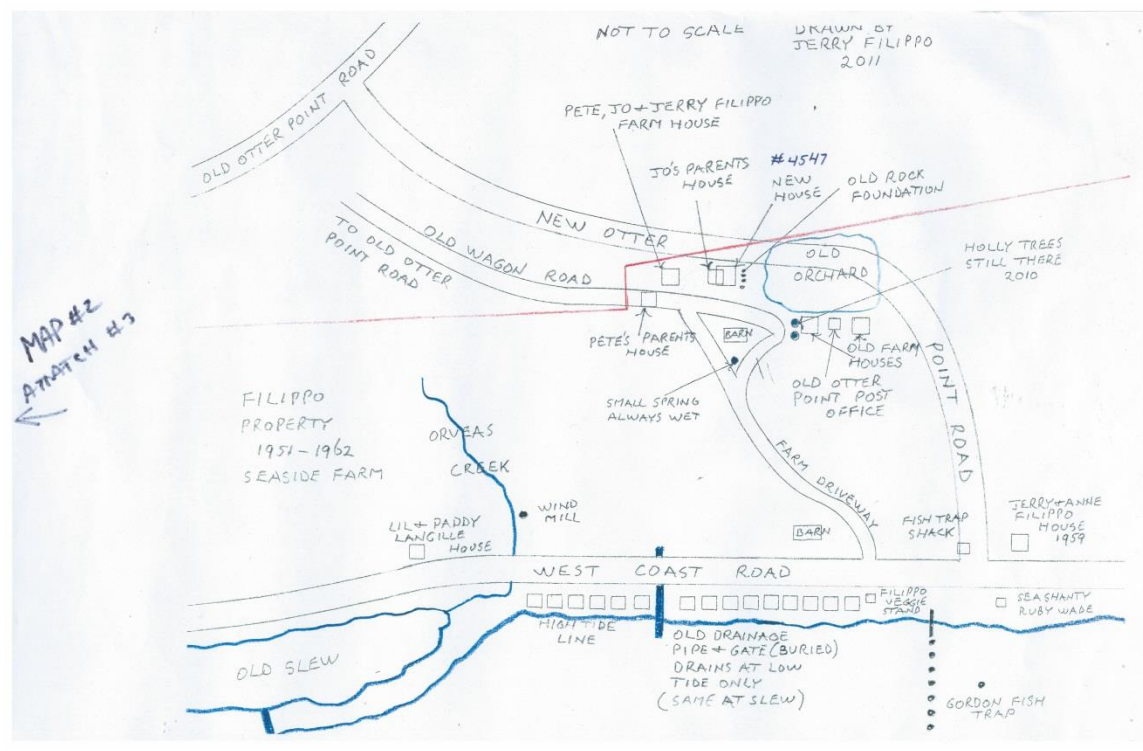 NOT TO SCALE
DRAWN BY
JERRY FILIPPO
2011
OLD OTTER POINT ROAD
PETE, JO & JERRY FILIPPO
FARM HOUSE
JO'S PARENTS
HOUSE
#4547
NEW
HOUSE
OLD ROCK
FOUNDATION
NEW OTTER
POINT ROAD
OLD WAGON ROAD
TO OLD OTTER
POINT ROAD
OLD
ORCHARD
HOLLY TREES
STILL THERE
2010
MAP #2
ATTATCH #3
PETE'S PARENTS
HOUSE
BARN
OLD FARM
HOUSES
OLD OTTER
POINT POST
OFFICE
SMALL SPRING
ALWAYS WET
FILIPPO
PROPERTY
1951-1962
SEASIDE FARM
ORVEAS
CREEK
FARM DRIVEWAY
WIND
MILL
LIL & PADDY
LANGILLE
HOUSE
BARN
FISH TRAP
SHACK
JERRY & ANNE
FILIPPO
HOUSE
1959
WEST COAST ROAD
FILIPPO
VEGGIE
STAND
SEASHANTY
RUBY WADE
HIGH TIDE
LINE
OLD DRAINAGE
PIPE & GATE (BURIED)
DRAINS AT LOW
TIDE ONLY
(SAME AT SLEW)
OLD SLEW
GORDON FISH
TRAP